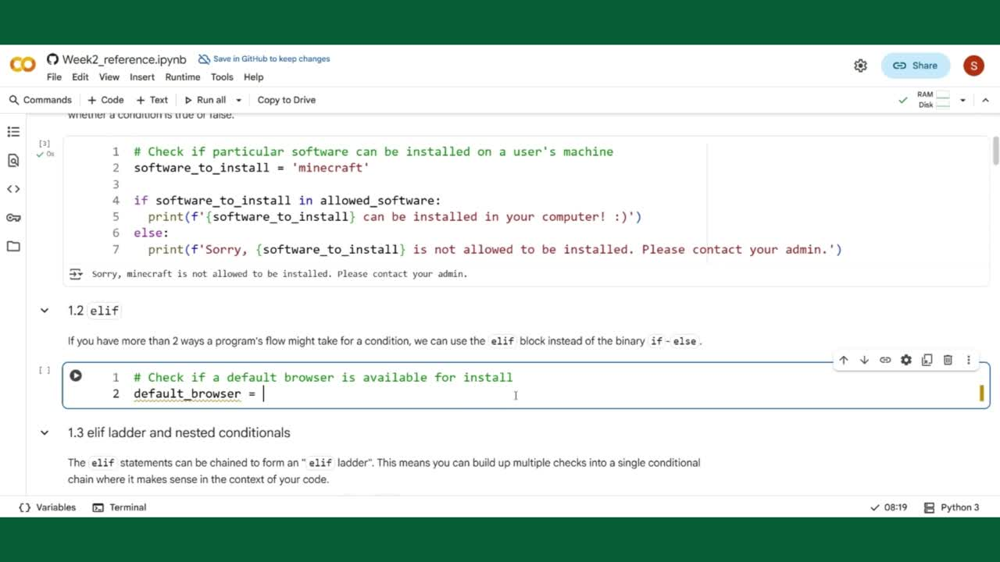 Week2_reference.ipynb
Save in GitHub to keep changes
Share
S
File Edit View Insert Runtime Tools Help
Commands + Code + Text Run all Copy to Drive
RAM
Disk
whether a condition is true or false.
[3]
0s
1 # Check if particular software can be installed on a user's machine
2 software_to_install = 'minecraft'
3
4 if software_to_install in allowed_software:
5 print(f'{software_to_install} can be installed in your computer! :)')
6 else:
7 print(f'Sorry, {software_to_install} is not allowed to be installed. Please contact your admin.')
Sorry, minecraft is not allowed to be installed. Please contact your admin.
1.2 elif
If you have more than 2 ways a program's flow might take for a condition, we can use the elif block instead of the binary if - else.
[ ]
1 # Check if a default browser is available for install
2 default_browser =
1.3 elif ladder and nested conditionals
The elif statements can be chained to form an "elif ladder". This means you can build up multiple checks into a single conditional
chain where it makes sense in the context of your code.
{} Variables Terminal 08:19 Python 3